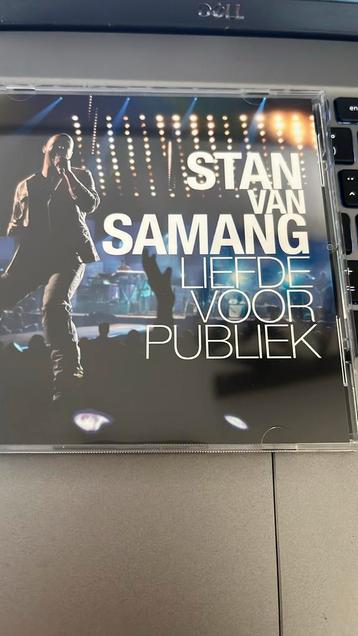 DELL
STAN
VAN
SAMANG
LIEFDE
VOOR
PUBLIEK